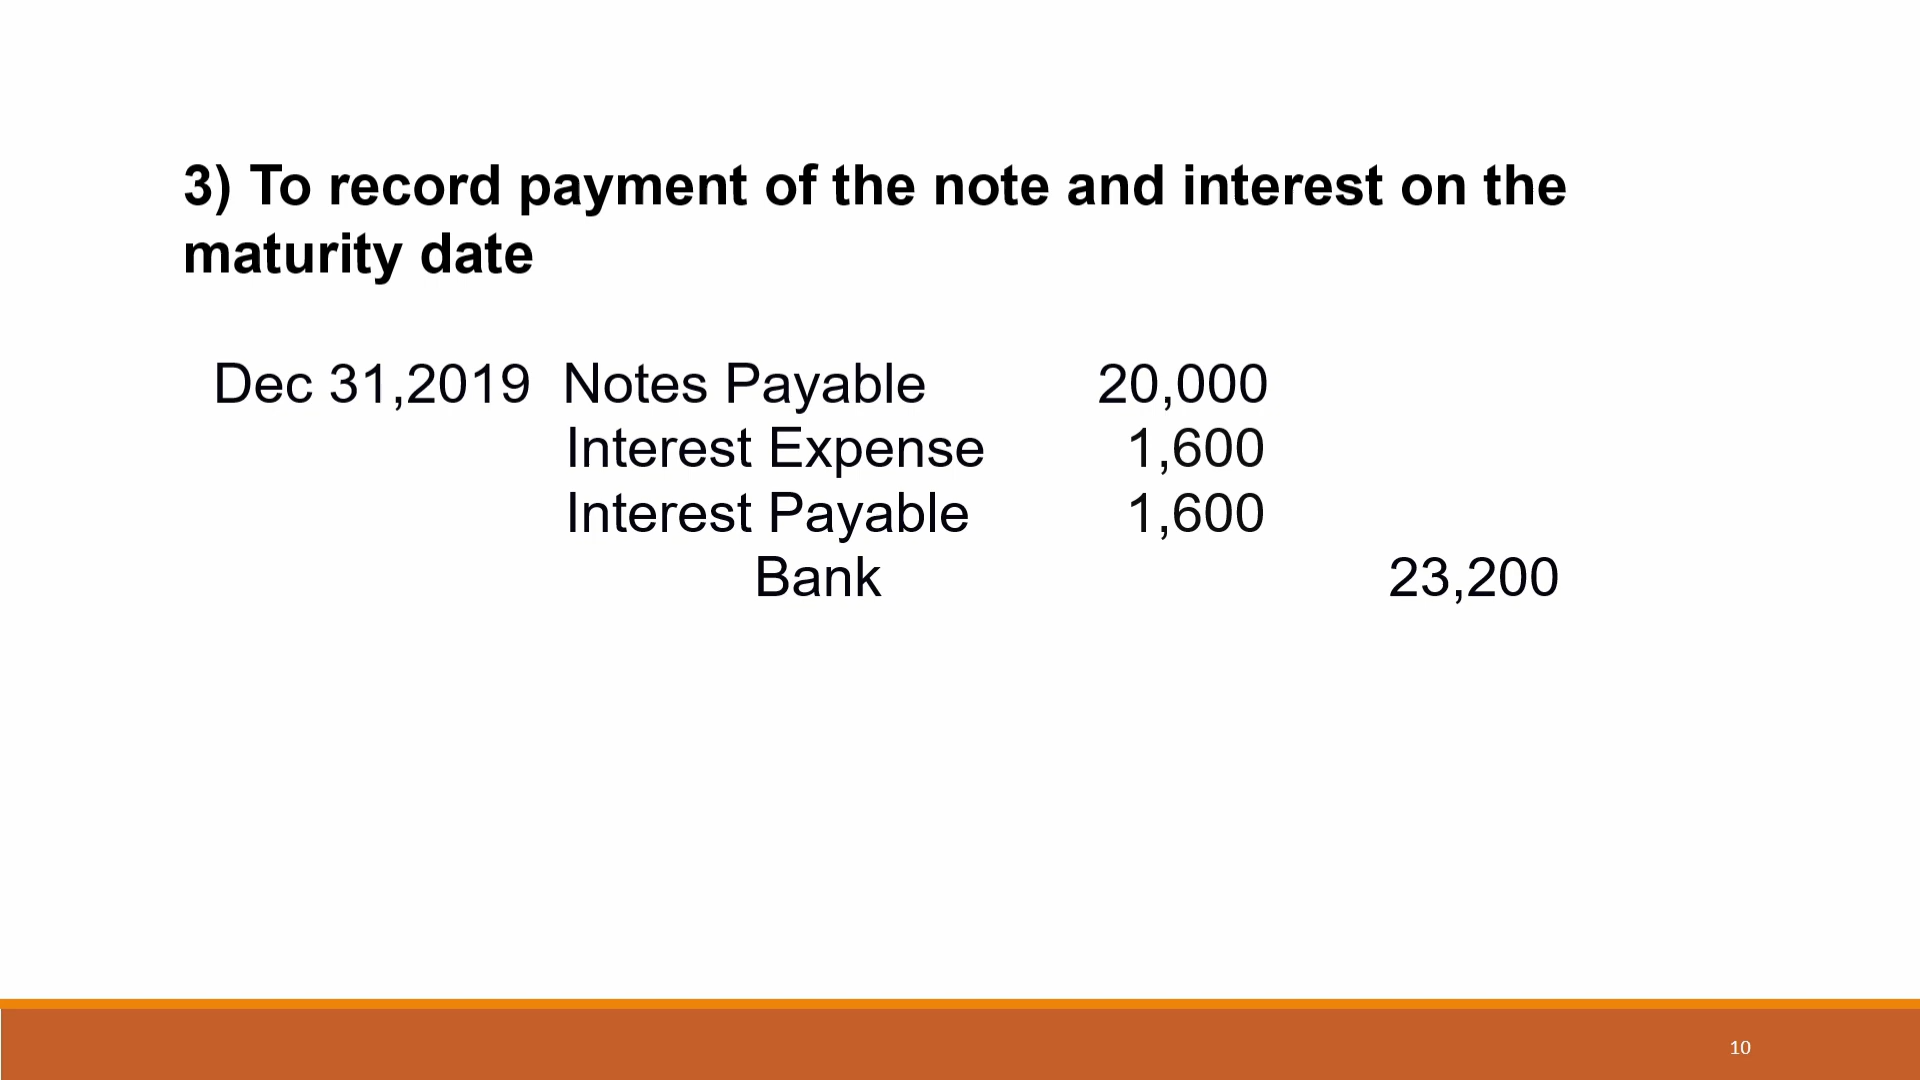 3) To record payment of the note and interest on the
maturity date
Dec 31,2019 Notes Payable 20,000
Interest Expense 1,600
Interest Payable 1,600
Bank 23,200
10